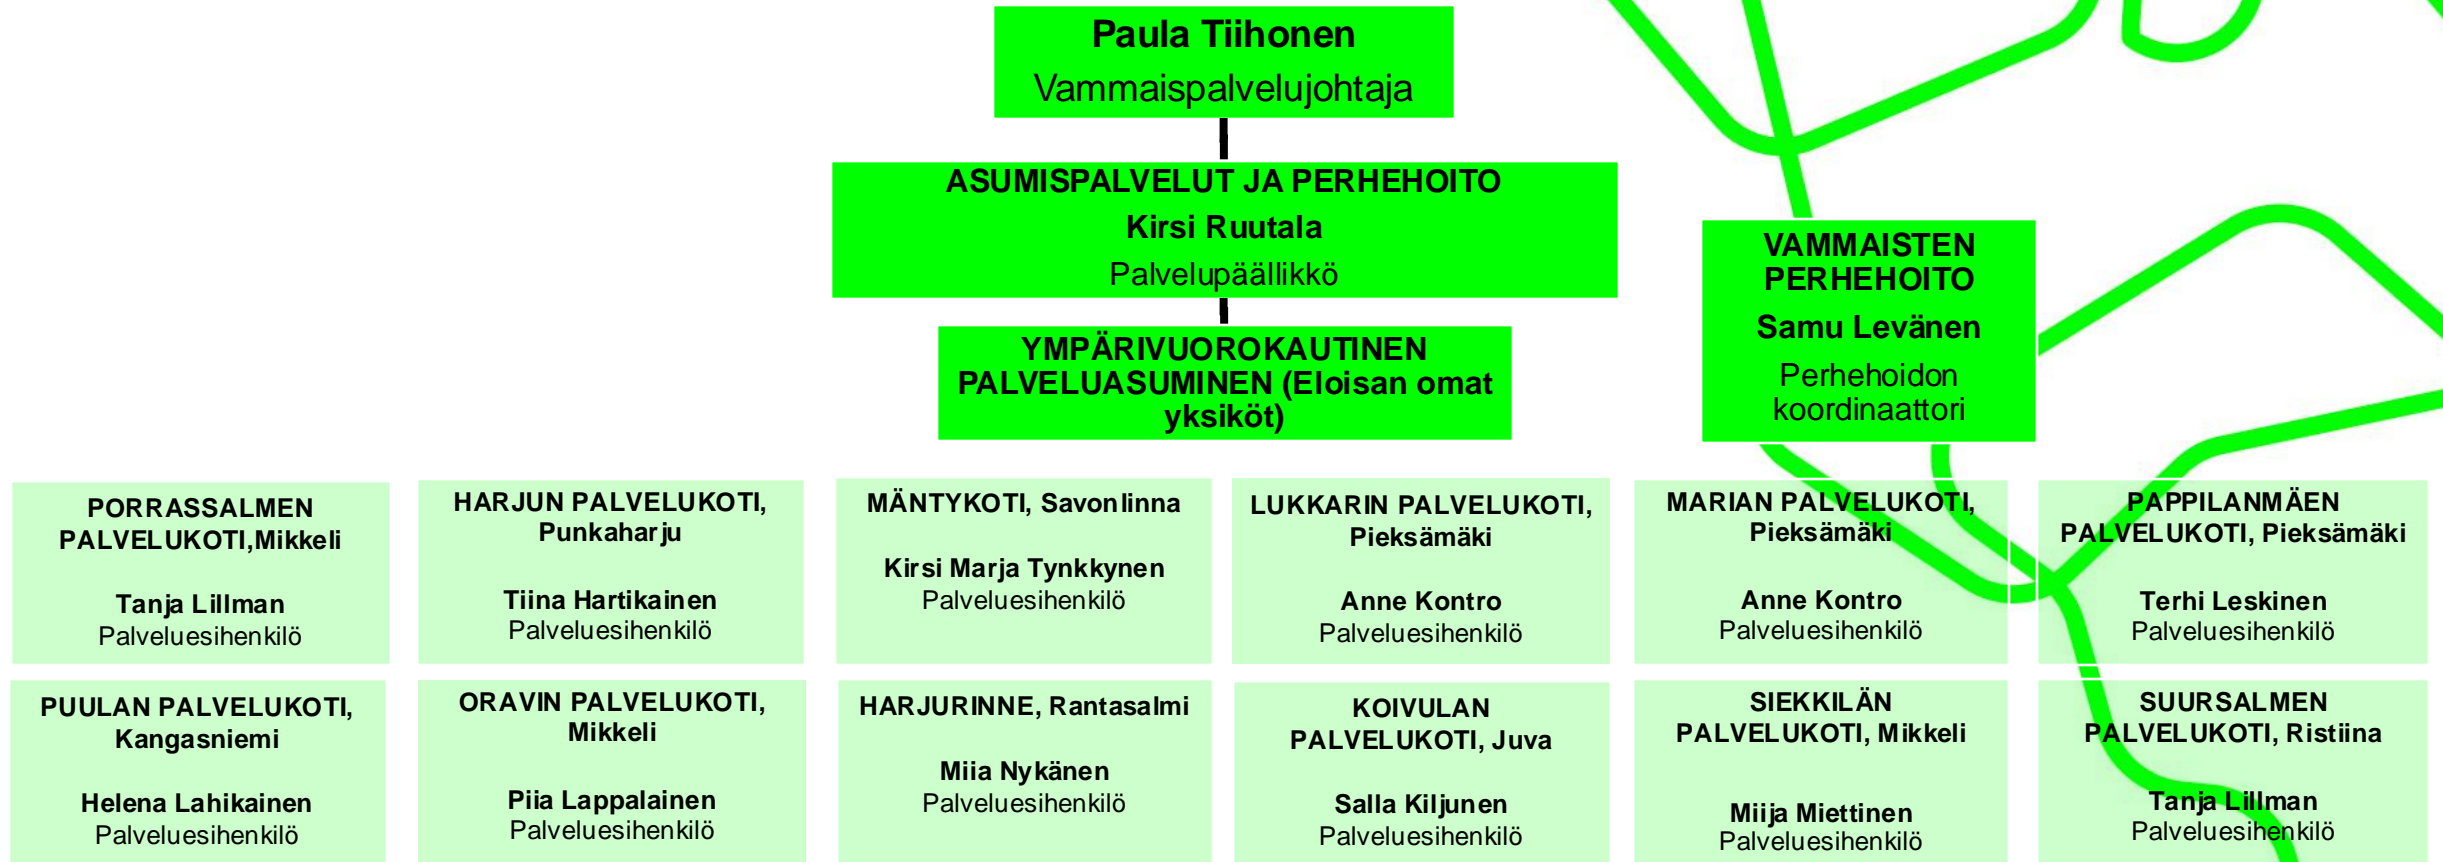 Paula Tiihonen
Vammaispalvelujohtaja
ASUMISPALVELUT JA PERHEHOITO
Kirsi Ruutala
Palvelupäällikkö
VAMMAISTEN
PERHEHOITO
Samu Levänen
Perhehoidon
koordinaattori
YMPÄRIVUOROKAUTINEN
PALVELUASUMINEN (Eloisan omat
yksiköt)
PORRASSALMEN
PALVELUKOTI,Mikkeli
Tanja Lillman
Palveluesihenkilö
HARJUN PALVELUKOTI,
Punkaharju
Tiina Hartikainen
Palveluesihenkilö
MÄNTYKOTI, Savonlinna
Kirsi Marja Tynkkynen
Palveluesihenkilö
LUKKARIN PALVELUKOTI,
Pieksämäki
Anne Kontro
Palveluesihenkilö
MARIAN PALVELUKOTI,
Pieksämäki
Anne Kontro
Palveluesihenkilö
PAPPILANMÄEN
PALVELUKOTI, Pieksämäki
Terhi Leskinen
Palveluesihenkilö
PUULAN PALVELUKOTI,
Kangasniemi
Helena Lahikainen
Palveluesihenkilö
ORAVIN PALVELUKOTI,
Mikkeli
Piia Lappalainen
Palveluesihenkilö
HARJURINNE, Rantasalmi
Miia Nykänen
Palveluesihenkilö
KOIVULAN
PALVELUKOTI, Juva
Salla Kiljunen
Palveluesihenkilö
SIEKKILÄN
PALVELUKOTI, Mikkeli
Miija Miettinen
Palveluesihenkilö
SUURSALMEN
PALVELUKOTI, Ristiina
Tanja Lillman
Palveluesihenkilö